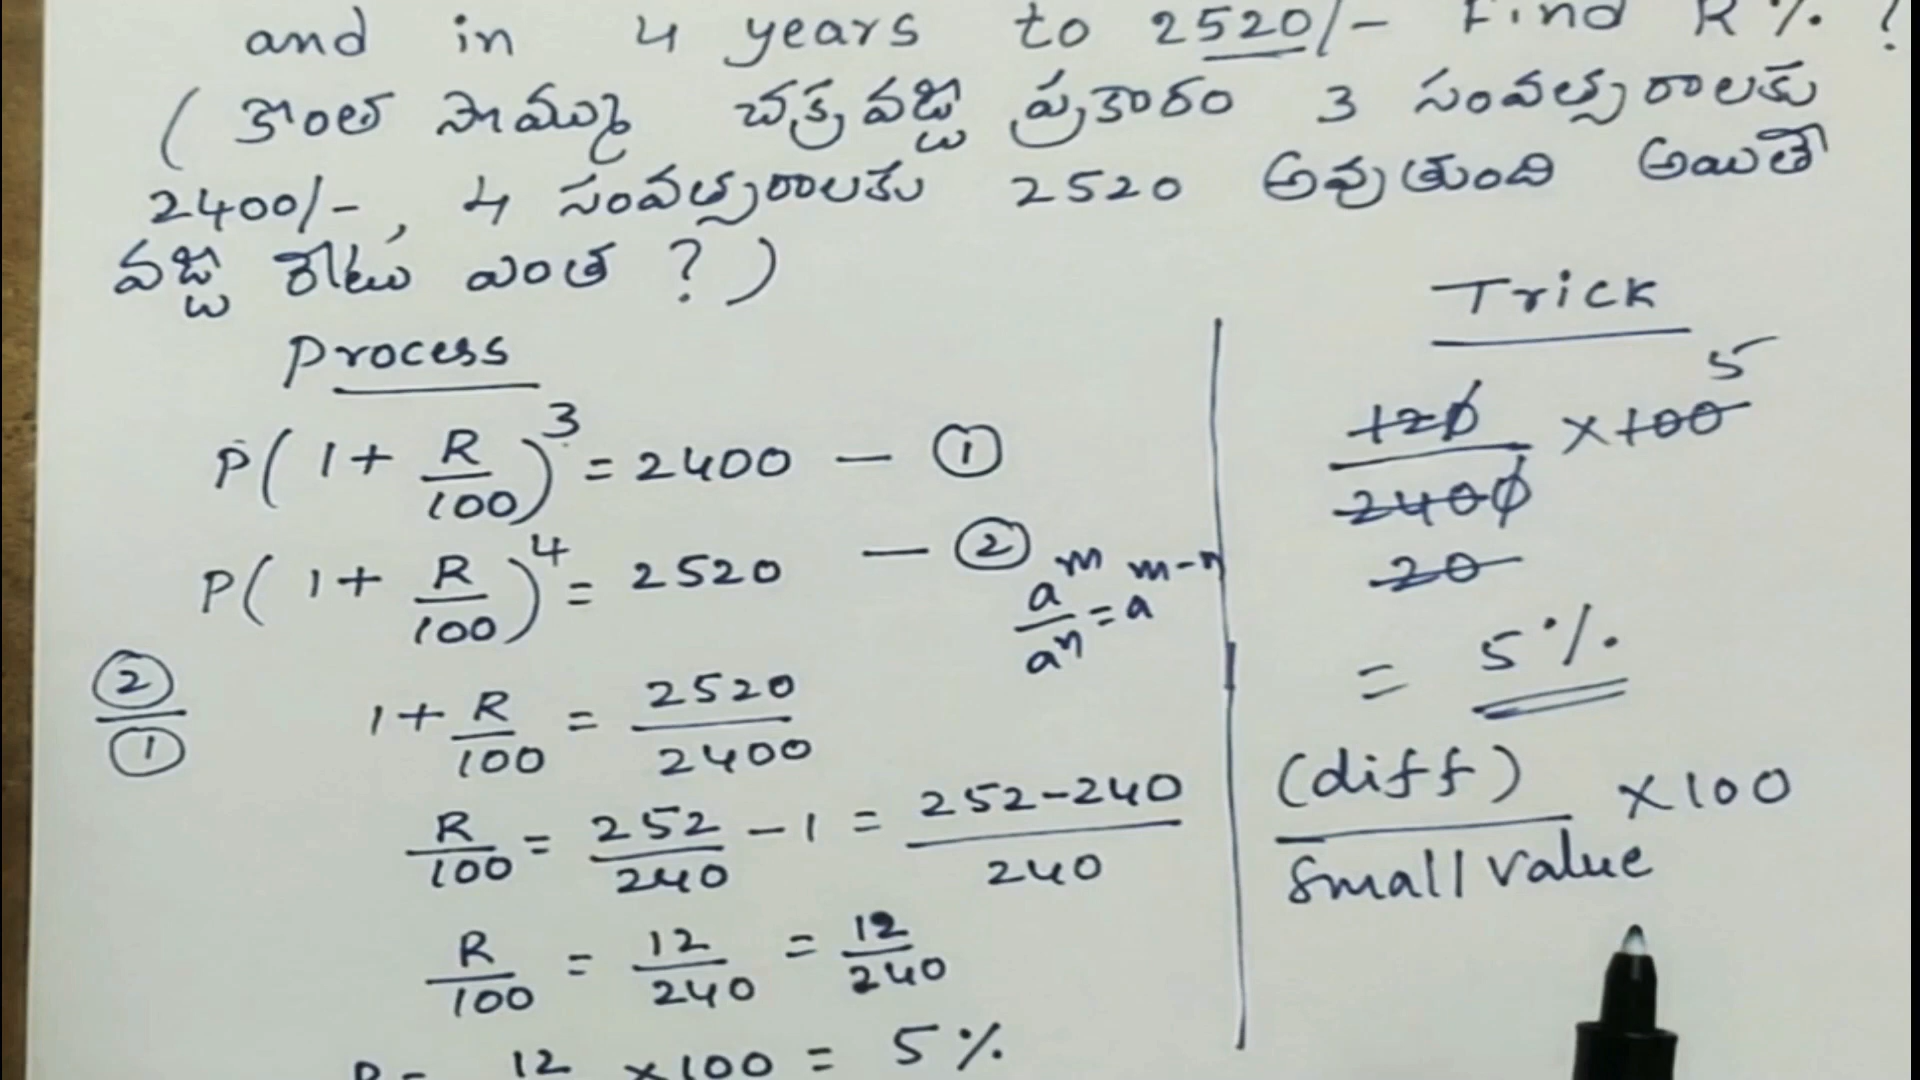 and in 4 years to 2520/- Find R%. ?
( కొంత సొమ్ము చక్రవడ్డి ప్రకారం 3 సంవత్సరాలకు
2400/-, 4 సంవత్సరాలకు 2520 అవుతుంది అయితే
వడ్డీ రేటు ఎంత ? )
Process
P(1+R/100)^3 = 2400 — ①
P(1+R/100)^4 = 2520 — ②
a^m/a^n = a^m-n
②/① 1+R/100 = 2520/2400
R/100 = 252/240 - 1 = 252-240/240
R/100 = 12/240 = 12/240
12 ×100 = 5%
Trick
5
120/2400 ×100
20
= 5%
(diff)/Small value ×100